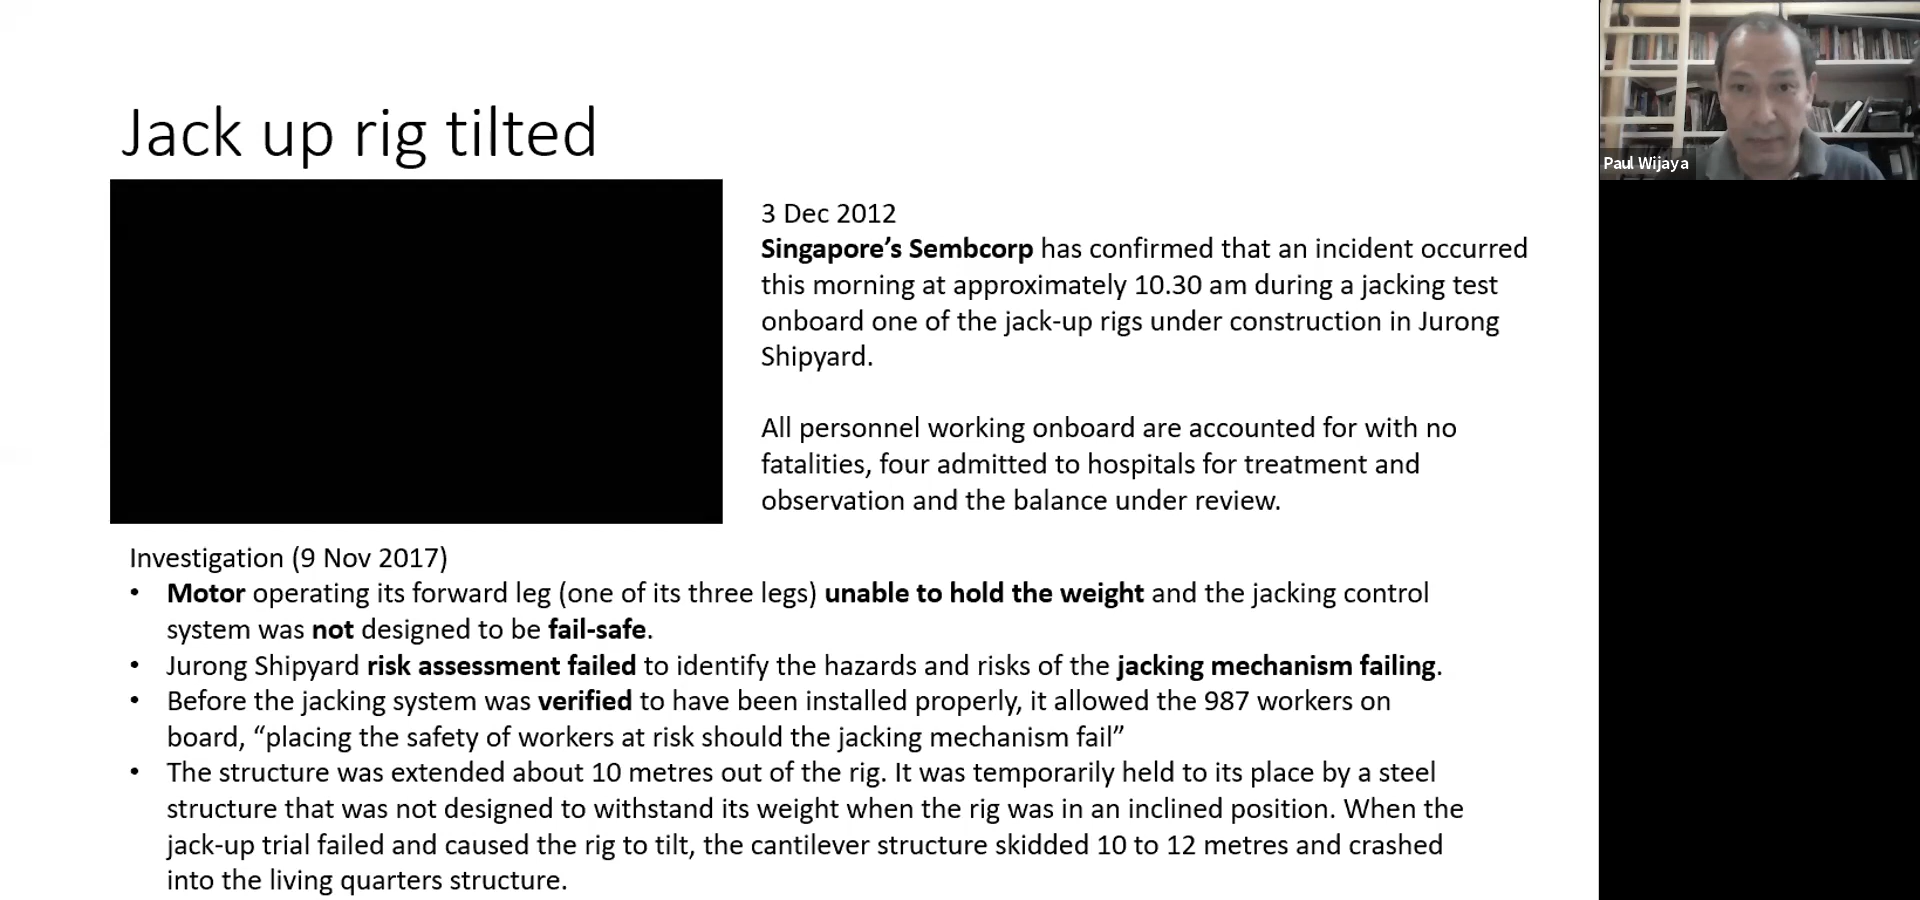 Jack up rig tilted
Paul Wijaya
3 Dec 2012
Singapore’s Sembcorp has confirmed that an incident occurred
this morning at approximately 10.30 am during a jacking test
onboard one of the jack-up rigs under construction in Jurong
Shipyard.
All personnel working onboard are accounted for with no
fatalities, four admitted to hospitals for treatment and
observation and the balance under review.
Investigation (9 Nov 2017)
• Motor operating its forward leg (one of its three legs) unable to hold the weight and the jacking control
system was not designed to be fail-safe.
• Jurong Shipyard risk assessment failed to identify the hazards and risks of the jacking mechanism failing.
• Before the jacking system was verified to have been installed properly, it allowed the 987 workers on
board, “placing the safety of workers at risk should the jacking mechanism fail”
• The structure was extended about 10 metres out of the rig. It was temporarily held to its place by a steel
structure that was not designed to withstand its weight when the rig was in an inclined position. When the
jack-up trial failed and caused the rig to tilt, the cantilever structure skidded 10 to 12 metres and crashed
into the living quarters structure.